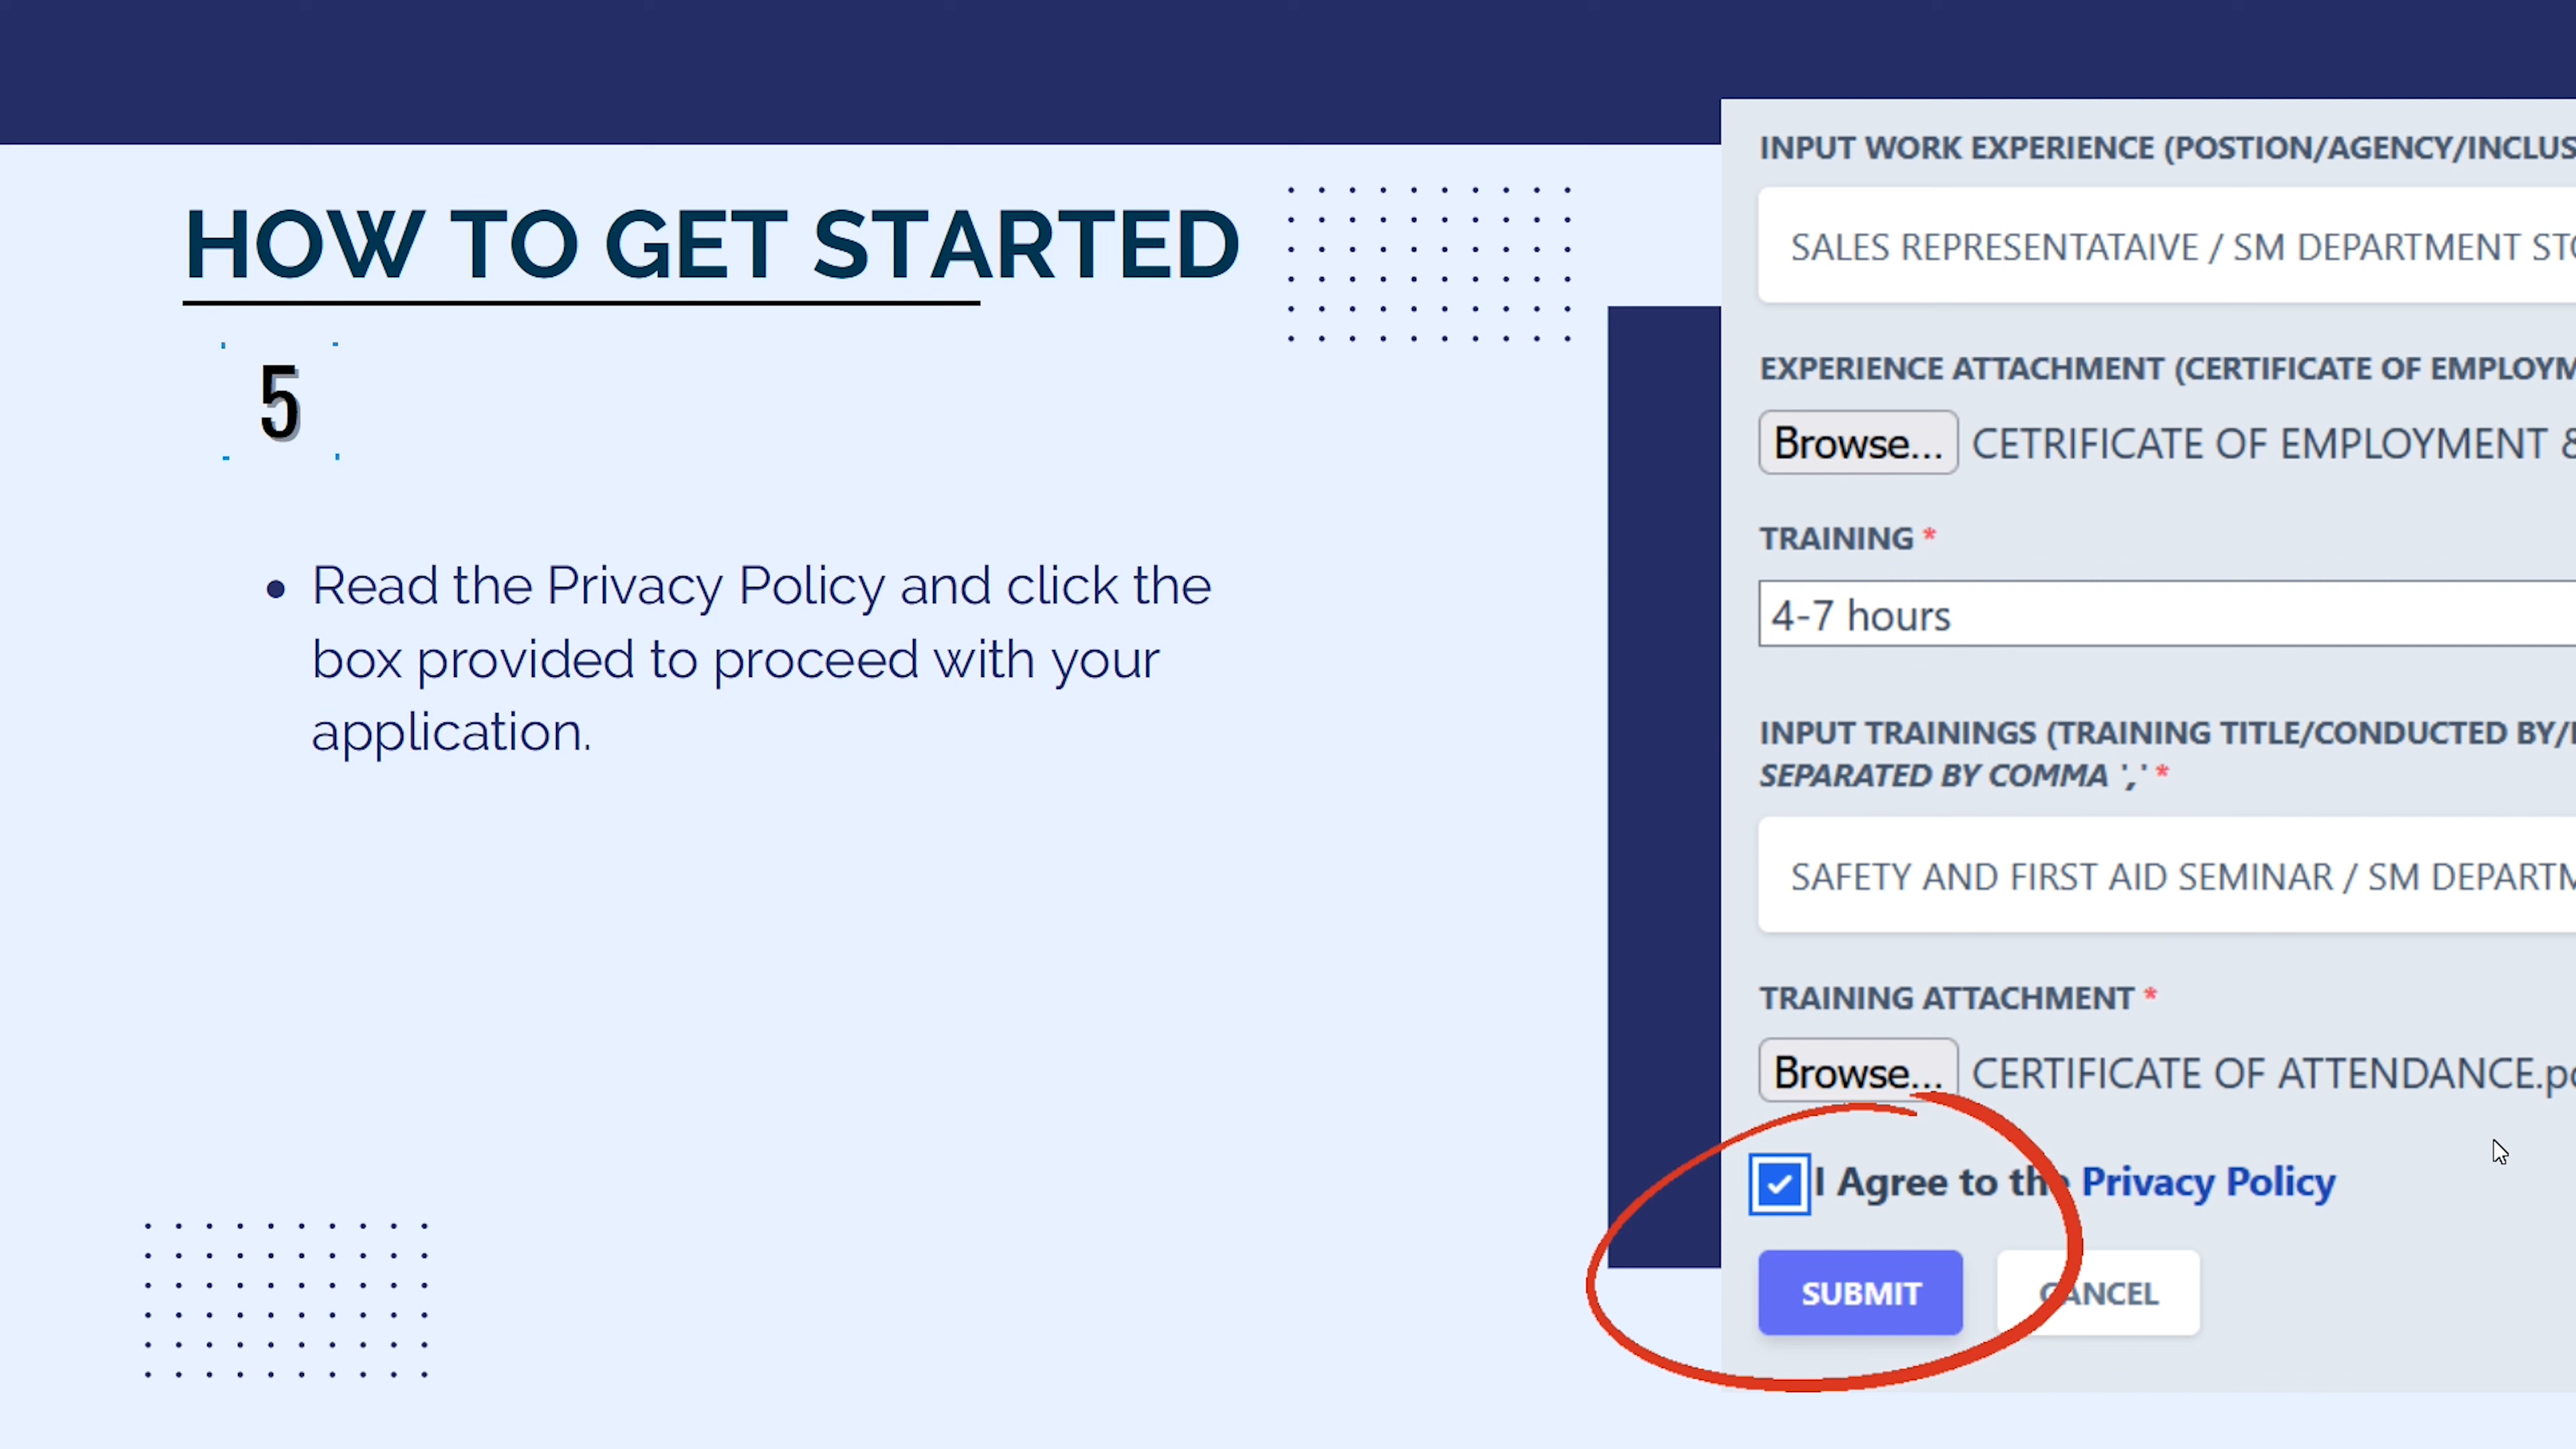 HOW TO GET STARTED
5
• Read the Privacy Policy and click the
box provided to proceed with your
application.
INPUT WORK EXPERIENCE (POSTION/AGENCY/INCLUS
SALES REPRESENTATAIVE / SM DEPARTMENT STO
EXPERIENCE ATTACHMENT (CERTIFICATE OF EMPLOYM
Browse... CETRIFICATE OF EMPLOYMENT &
TRAINING *
4-7 hours
INPUT TRAININGS (TRAINING TITLE/CONDUCTED BY/
SEPARATED BY COMMA ',' *
SAFETY AND FIRST AID SEMINAR / SM DEPARTM
TRAINING ATTACHMENT *
Browse... CERTIFICATE OF ATTENDANCE.pd
I Agree to the Privacy Policy
SUBMIT CANCEL